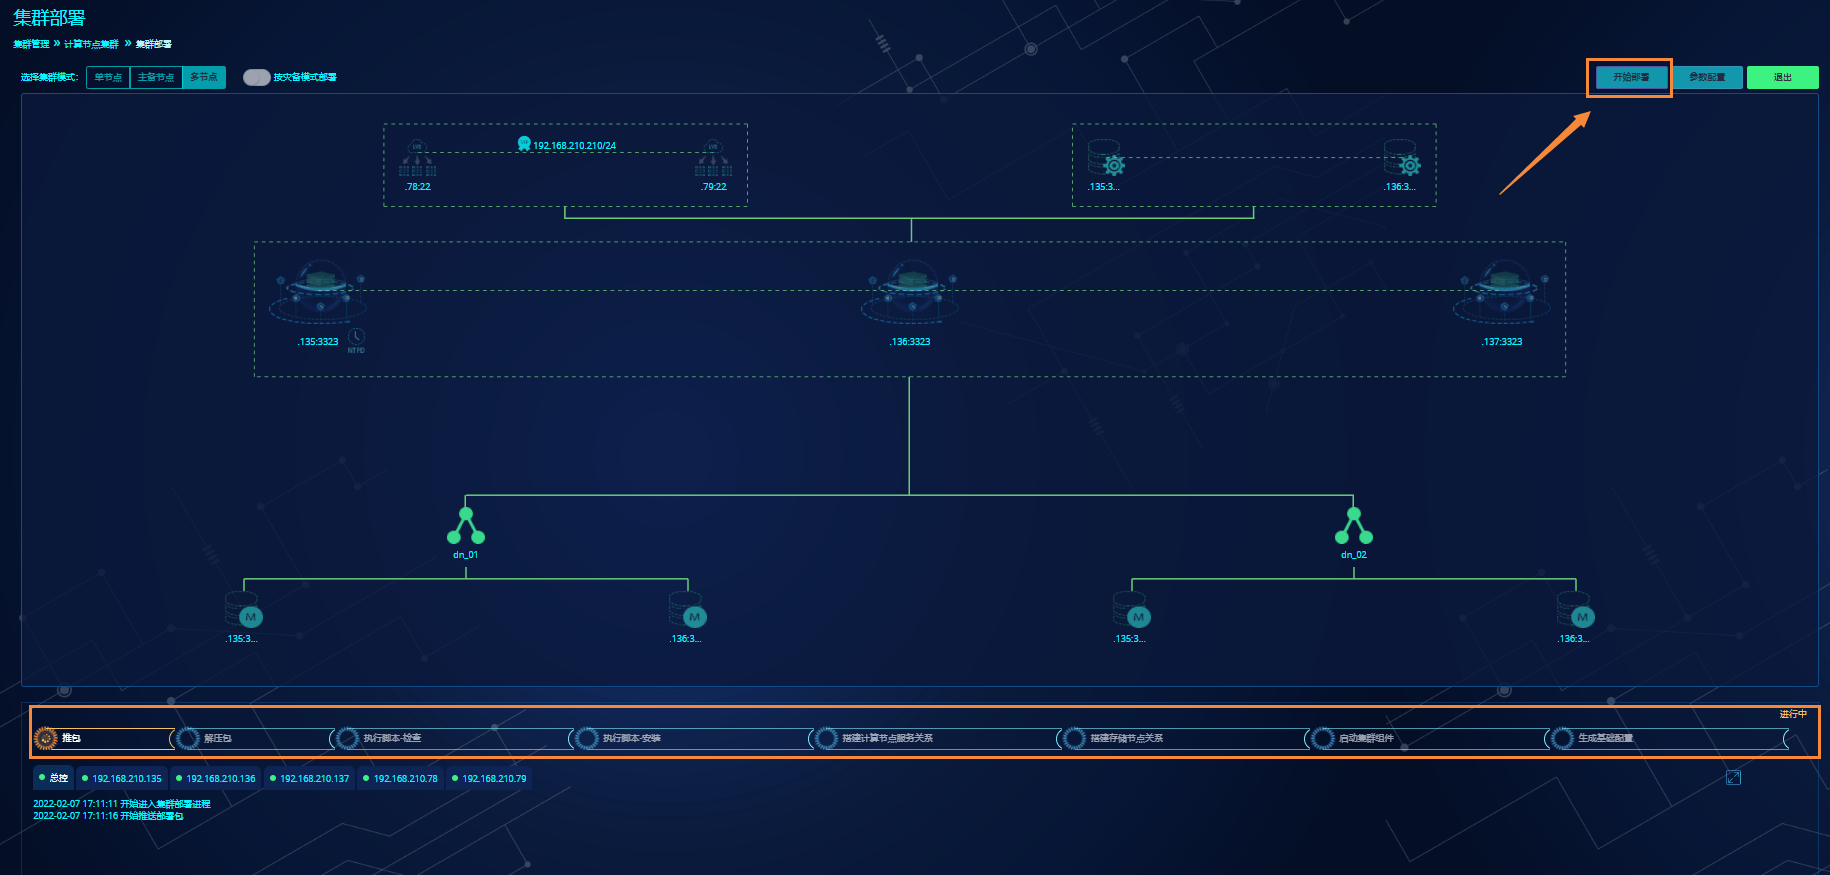 集群部署
集群管理 » 计算节点集群 » 集群部署
选择集群模式: 单节点 主备节点 多节点 按灾备模式部署 开始部署 参数配置 退出
LVS 192.168.210.210/24 LVS
.78:22 .79:22 .135:3... .136:3...
.135:3323 .136:3323 .137:3323
NTPD
dn_01 dn_02
M M M M
.135:3... .136:3... .135:3... .136:3...
进行中
推包 解压包 执行脚本-检查 执行脚本-安装 搭建计算节点服务关系 搭建存储节点关系 启动集群组件 生成基础配置
总控 192.168.210.135 192.168.210.136 192.168.210.137 192.168.210.78 192.168.210.79
2022-02-07 17:11:11 开始进入集群部署进程
2022-02-07 17:11:16 开始推送部署包